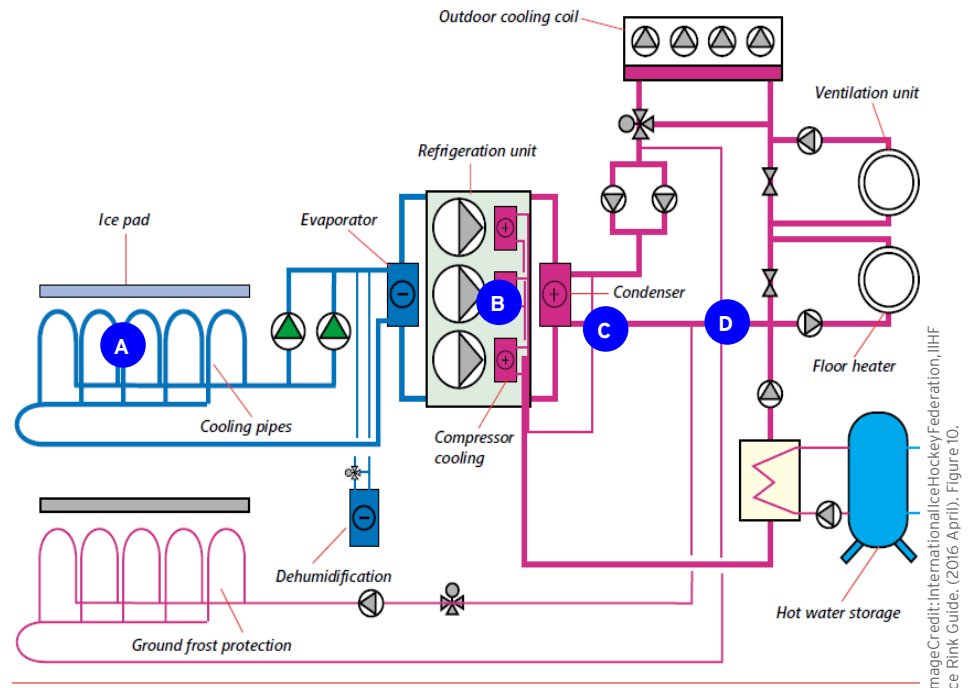 Outdoor cooling coil
Ventilation unit
Refrigeration unit
Ice pad
Evaporator
B
Condenser
C
D
A
Floor heater
Cooling pipes
Compressor
cooling
Dehumidification
Hot water storage
Ground frost protection
mageCredit:InternationalIceHockeyFederation,IIHF
ce Rink Guide. (2016 April). Figure 10.